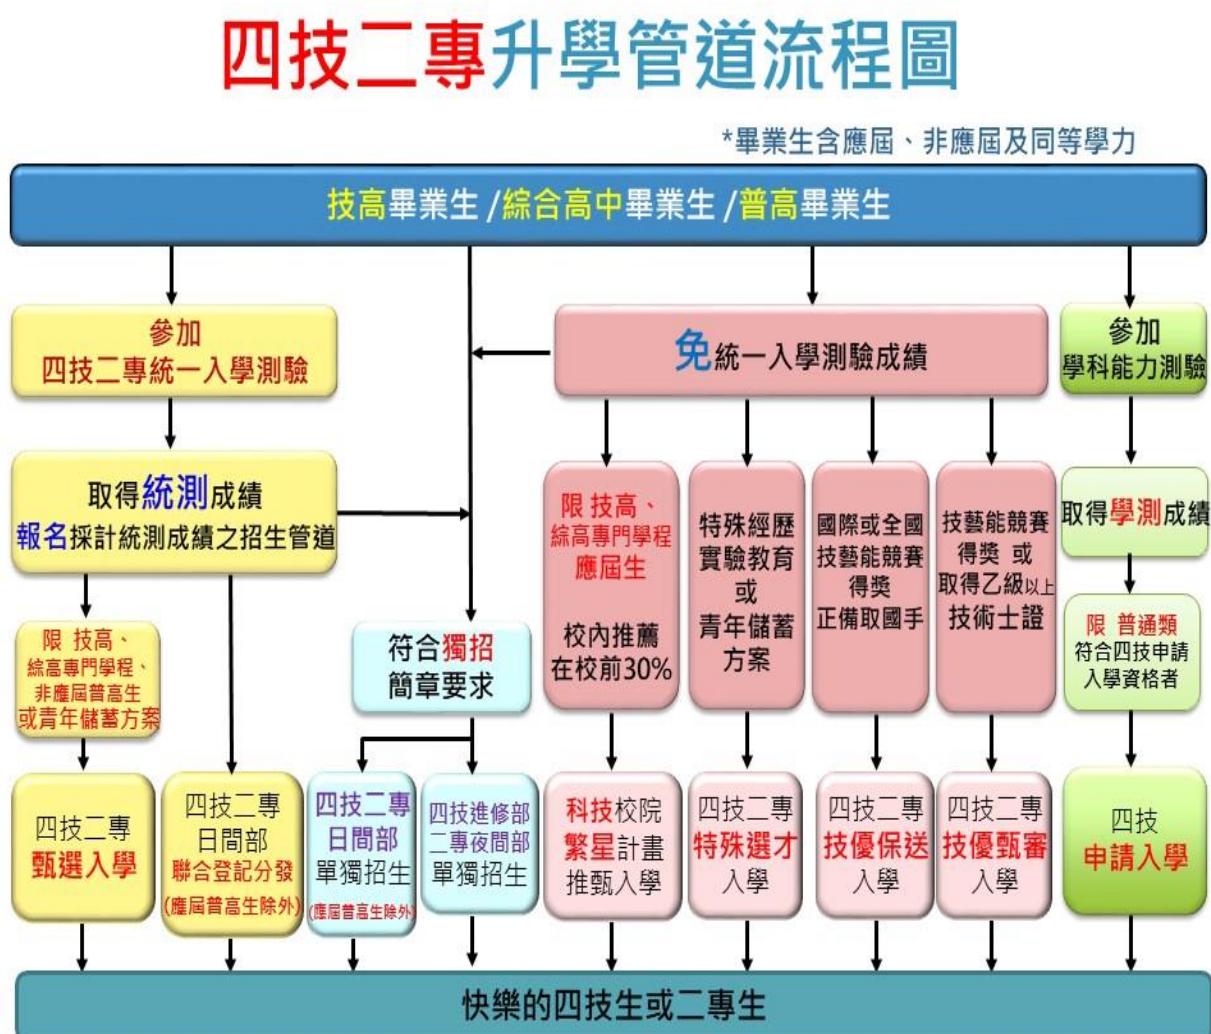 四技二專升學管道流程圖
*畢業生含應屆、非應屆及同等學力
技高畢業生/綜合高中畢業生/普高畢業生
參加
四技二專統一入學測驗
免統一入學測驗成績
參加
學科能力測驗
取得統測成績
報名採計統測成績之招生管道
限 技高、
綜高專門學程
應屆生
校內推薦
在校前30%
特殊經歷
實驗教育
或
青年儲蓄
方案
國際或全國
技藝能競賽
得獎
正備取國手
技藝能競賽
得獎 或
取得乙級以上
技術士證
取得學測成績
限 技高、
綜高專門學程、
非應屆普高生
或青年儲蓄方案
符合獨招
簡章要求
限 普通類
符合四技申請
入學資格者
四技二專
甄選入學
四技二專
日間部
聯合登記分發
(應屆普高生除外)
四技二專
日間部
單獨招生
(應屆普高生除外)
四技進修部
二專夜間部
單獨招生
科技校院
繁星計畫
推甄入學
四技二專
特殊選才
入學
四技二專
技優保送
入學
四技二專
技優甄審
入學
四技
申請入學
快樂的四技生或二專生